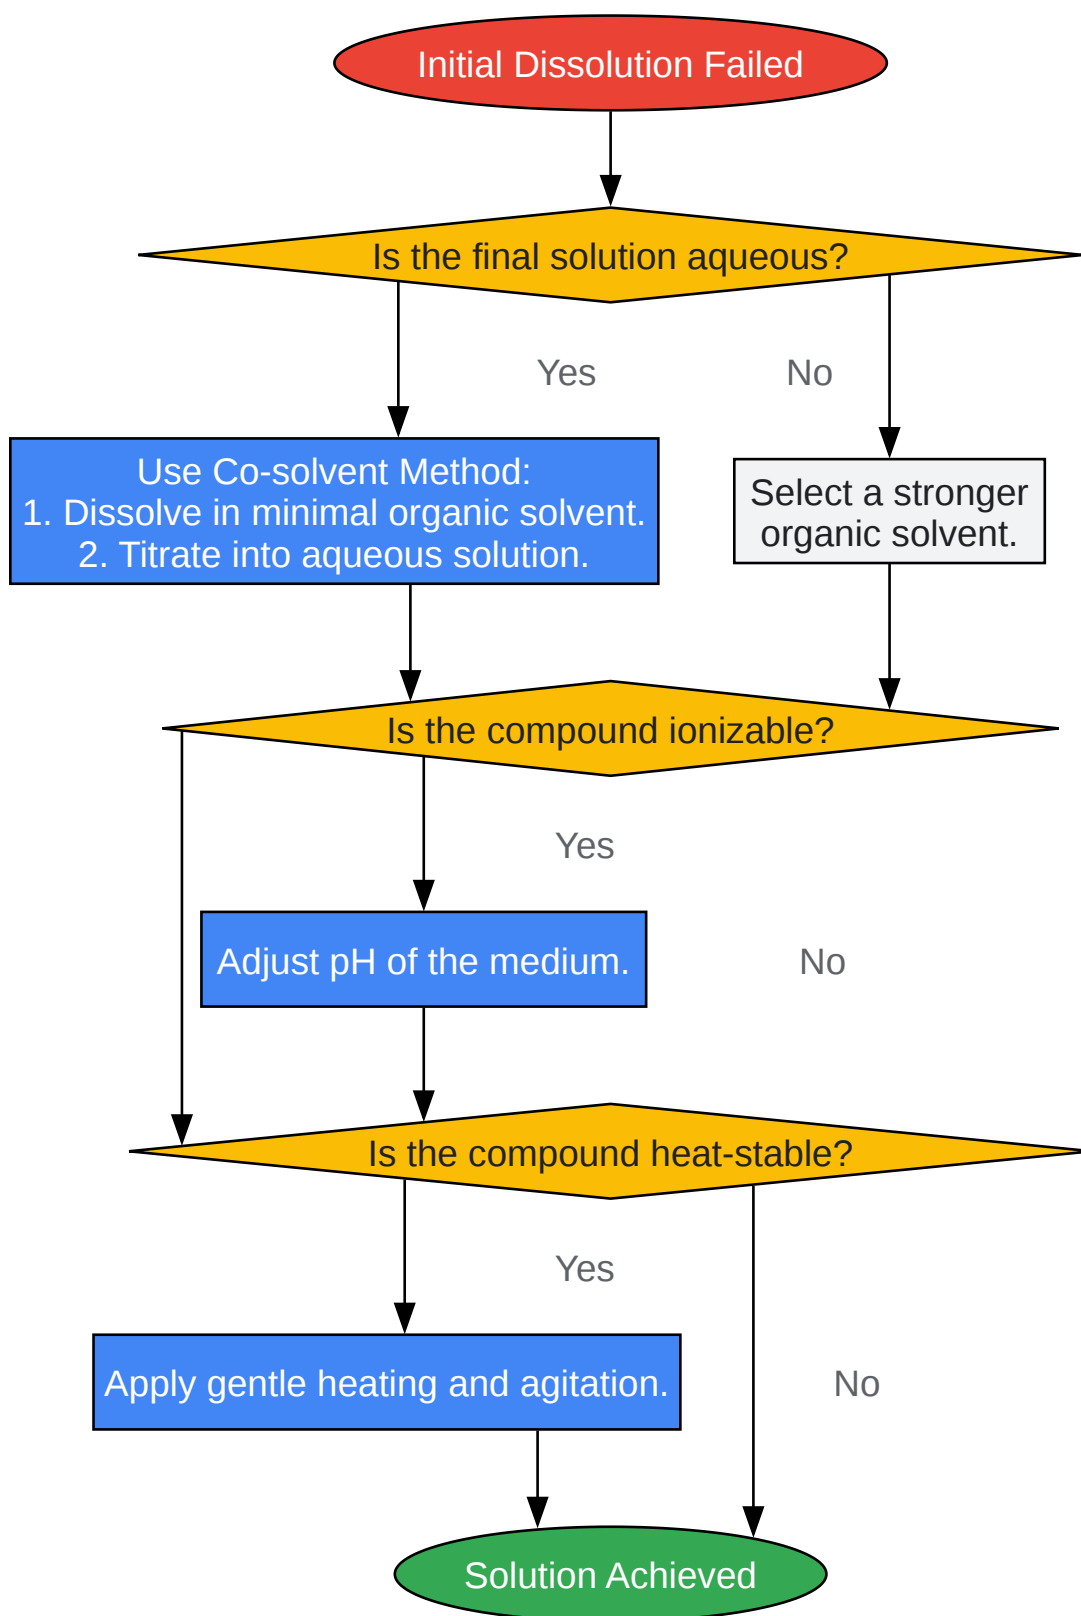 Initial Dissolution Failed
Is the final solution aqueous?
Yes
No
Use Co-solvent Method:
1. Dissolve in minimal organic solvent.
2. Titrate into aqueous solution.
Select a stronger
organic solvent.
Is the compound ionizable?
Yes
Adjust pH of the medium.
No
Is the compound heat-stable?
Yes
Apply gentle heating and agitation.
No
Solution Achieved